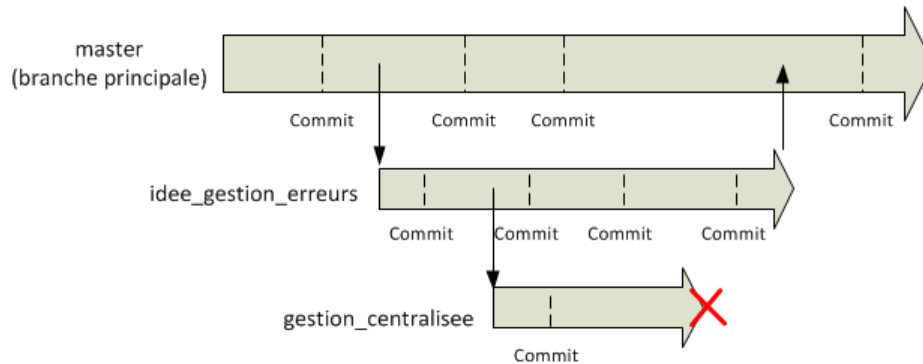 master
(branche principale)
Commit Commit Commit Commit
idee_gestion_erreurs
Commit Commit Commit Commit
gestion_centralisee
Commit